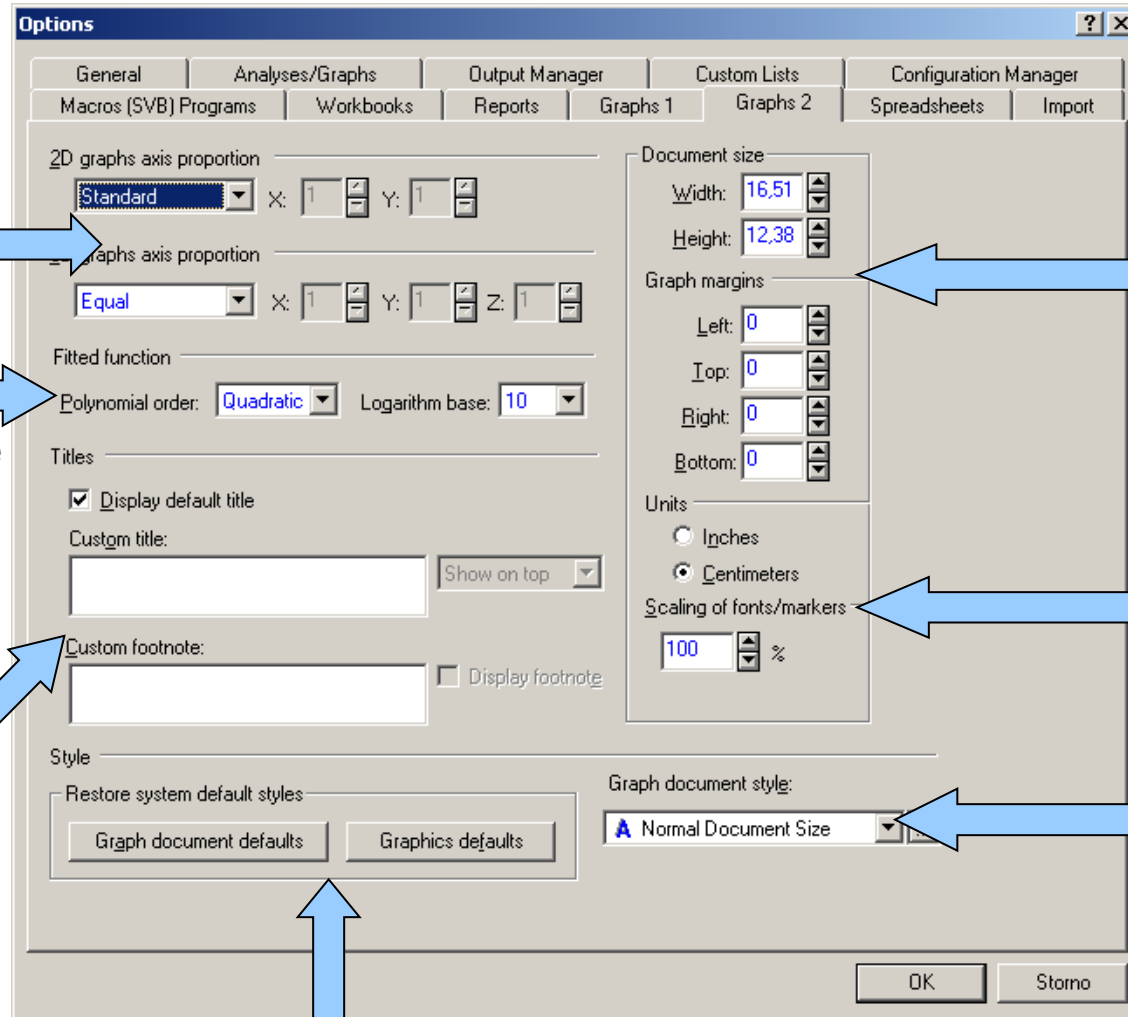 Options
General Analyses/Graphs Output Manager Custom Lists Configuration Manager
Macros (SVB) Programs Workbooks Reports Graphs 1 Graphs 2 Spreadsheets Import
2D graphs axis proportion
Standard X: 1 Y: 1
graphs axis proportion
Equal X: 1 Y: 1 Z: 1
Fitted function
Polynomial order: Quadratic Logarithm base: 10
Titles
Display default title
Custom title:
Show on top
Custom footnote:
Display footnote
Document size
Width: 16,51
Height: 12,38
Graph margins
Left: 0
Top: 0
Right: 0
Bottom: 0
Units
Inches
Centimeters
Scaling of fonts/markers
100 %
Style
Restore system default styles
Graph document defaults Graphics defaults
Graph document style:
Normal Document Size
OK Storno